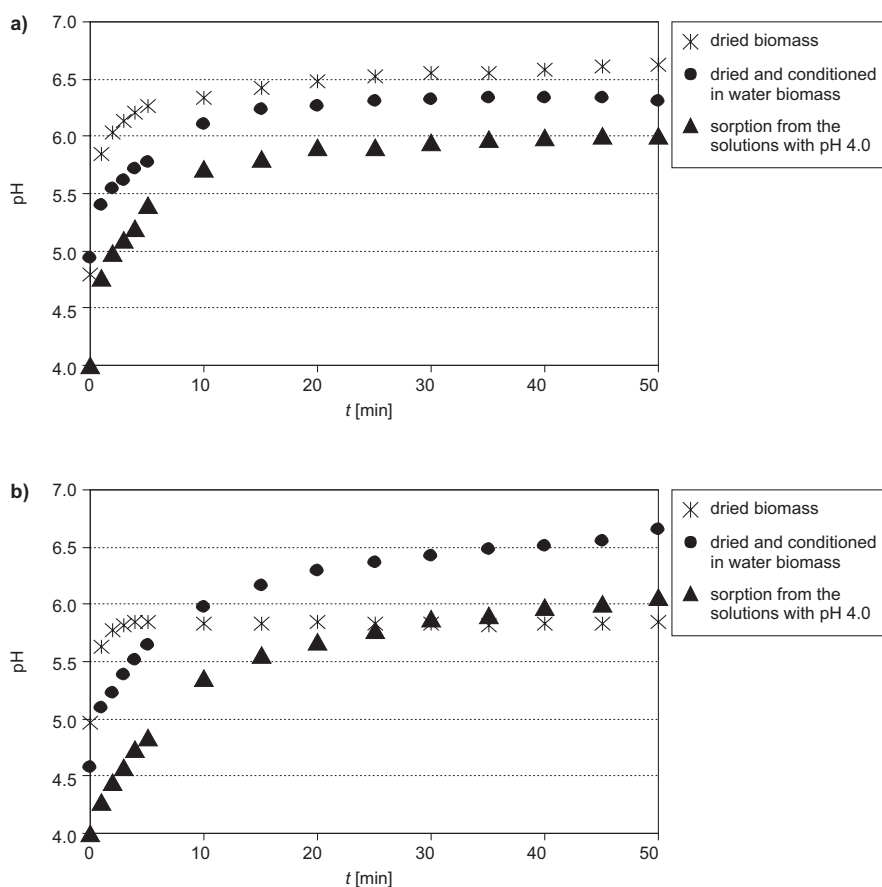 a)
7.0
6.5
6.0
5.5
5.0
4.5
4.0
pH
0
10
20
30
40
50
t [min]
dried biomass
dried and conditioned
in water biomass
sorption from the
solutions with pH 4.0
b)
7.0
6.5
6.0
5.5
5.0
4.5
4.0
pH
0
10
20
30
40
50
t [min]
dried biomass
dried and conditioned
in water biomass
sorption from the
solutions with pH 4.0